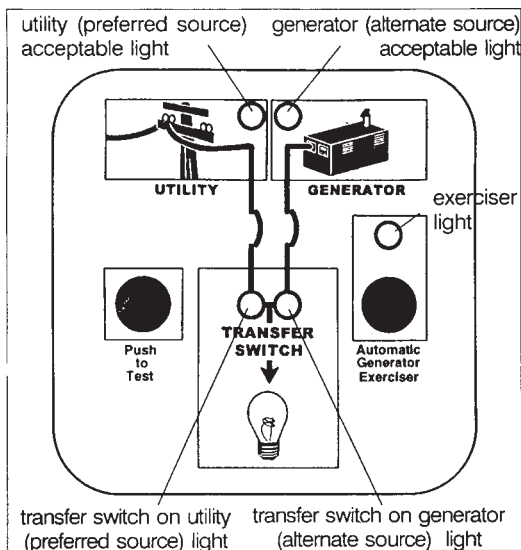 utility (preferred source)
acceptable light
generator (alternate source)
acceptable light
UTILITY
GENERATOR
exerciser
light
Push
to
Test
TRANSFER
SWITCH
Automatic
Generator
Exerciser
transfer switch on utility
(preferred source) light
transfer switch on generator
(alternate source) light